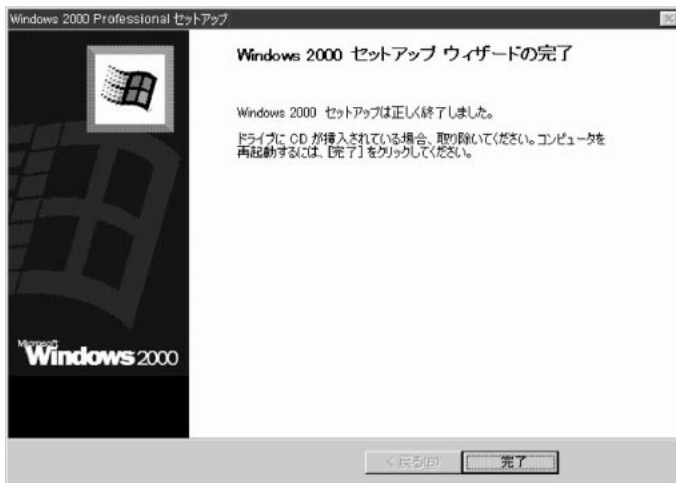 Windows 2000 Professional セットアップ
Windows 2000 セットアップ ウィザードの完了
Windows 2000 セットアップは正しく終了しました。
ドライブに CD が挿入されている場合、取り除いてください。コンピュータを
再起動するには、[完了] をクリックしてください。
Microsoft
Windows 2000
< 戻る(B)
完了